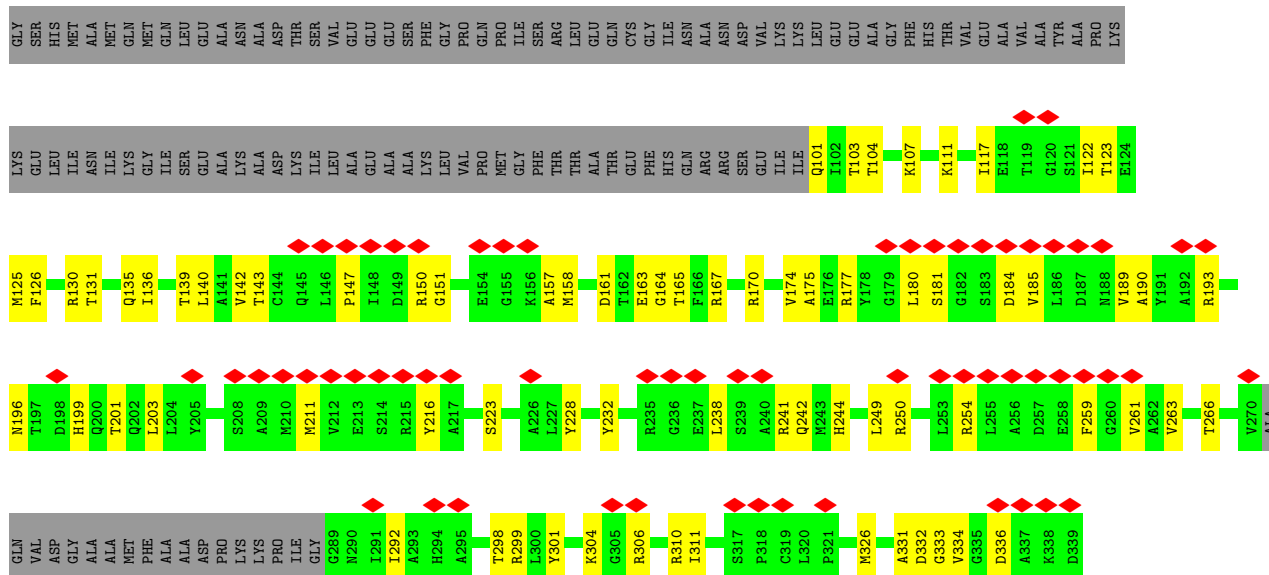 GLY SER HIS MET ALA MET GLN MET GLN LEU GLU ALA ASN ALA ASP THR SER VAL GLU GLU GLU SER PHE GLY PRO GLN PRO ILE SER ARG LEU GLU GLN CYS GLY ILE ASN ALA ASN ASP VAL LYS LYS LEU GLU GLU ALA GLY PHE HIS THR VAL GLU ALA VAL ALA TYR ALA PRO LYS
LYS GLU LEU ILE ASN ILE LYS GLY ILE SER GLU ALA LYS ALA ASP LYS ILE LEU ALA GLU ALA ALA LYS LEU VAL PRO MET GLY PHE THR THR ALA THR GLU PHE HIS GLN ARG ARG SER GLU ILE ILE Q101 I102 T103 T104 K107 K111 I117 E118 T119 G120 S121 I122 T123 E124
M125 F126 R130 T131 Q135 I136 T139 L140 A141 V142 T143 C144 Q145 L146 P147 I148 D149 R150 G151 E154 G155 K156 A157 M158 D161 T162 E163 G164 T165 F166 R167 R170 V174 A175 E176 R177 Y178 G179 L180 S181 G182 S183 D184 V185 L186 D187 N188 V189 A190 Y191 A192 R193
N196 T197 D198 H199 Q200 T201 Q202 L203 L204 Y205 S208 A209 M210 M211 V212 E213 S214 R215 Y216 A217 S223 A226 L227 Y228 Y232 R235 G236 E237 L238 S239 A240 R241 Q242 M243 H244 L249 R250 L253 R254 L255 A256 D257 E258 F259 G260 V261 A262 V263 T266 V270 ALA
GLN VAL ASP GLY ALA ALA MET PHE ALA ALA ASP PRO LYS LYS PRO ILE GLY G289 N290 I291 I292 A293 H294 A295 T298 R299 L300 Y301 K304 G305 R306 R310 I311 S317 P318 C319 L320 P321 M326 A331 D332 G333 V334 G335 D336 A337 K338 D339